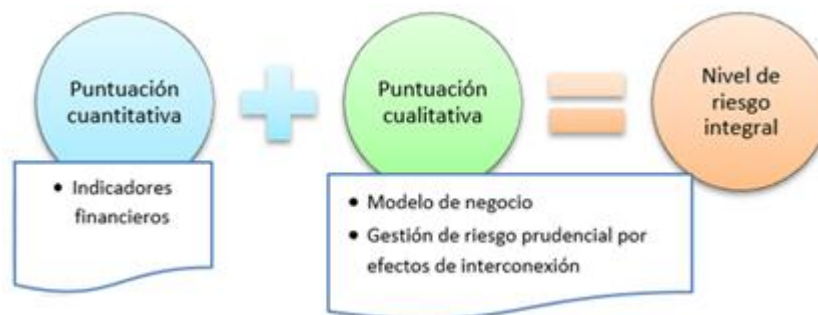 Puntuación
cuantitativa
Puntuación
cualitativa
Nivel de
riesgo
integral
• Indicadores
financieros
• Modelo de negocio
• Gestión de riesgo prudencial por
efectos de interconexión